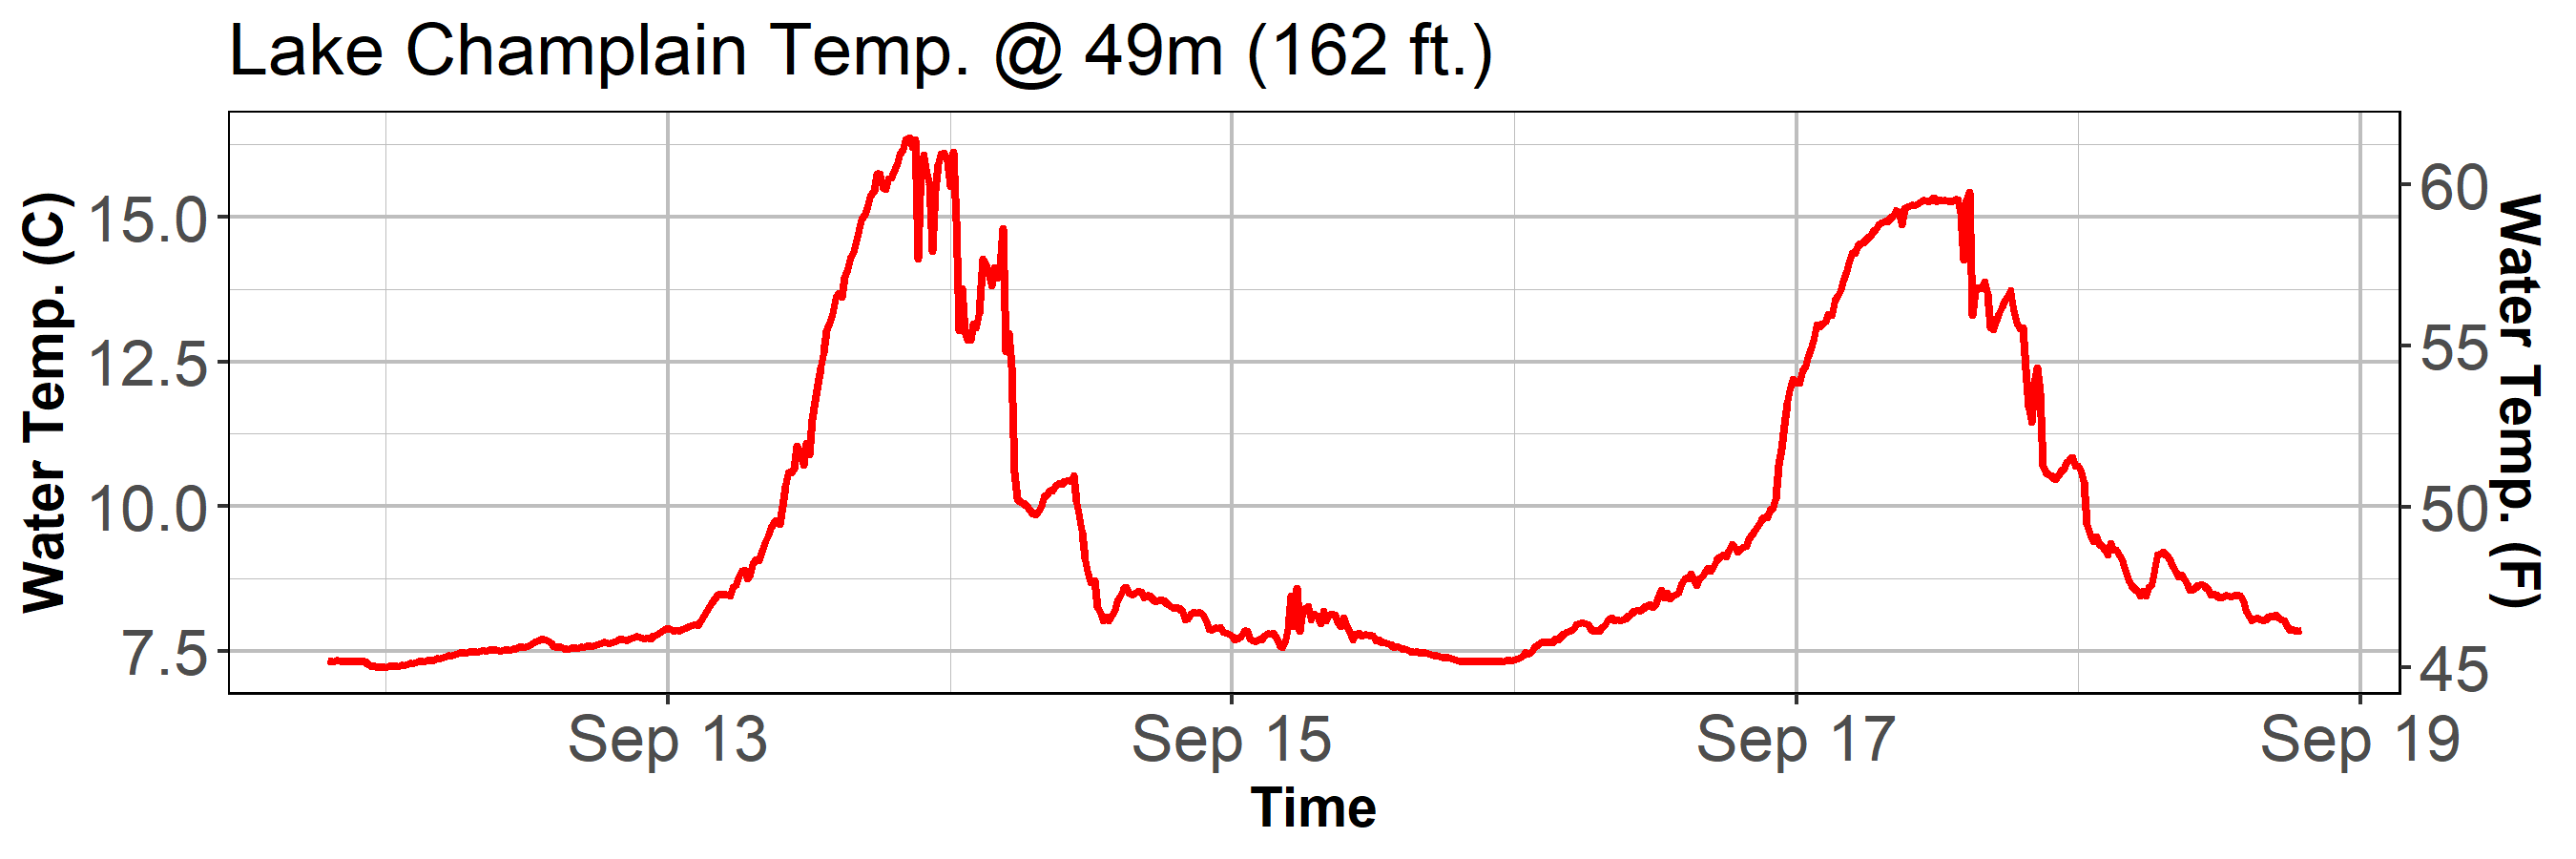 Lake Champlain Temp. @ 49m (162 ft.)
Water Temp. (C)
15.0
12.5
10.0
7.5
60
55
50
45
Water Temp. (F)
Sep 13
Sep 15
Sep 17
Sep 19
Time